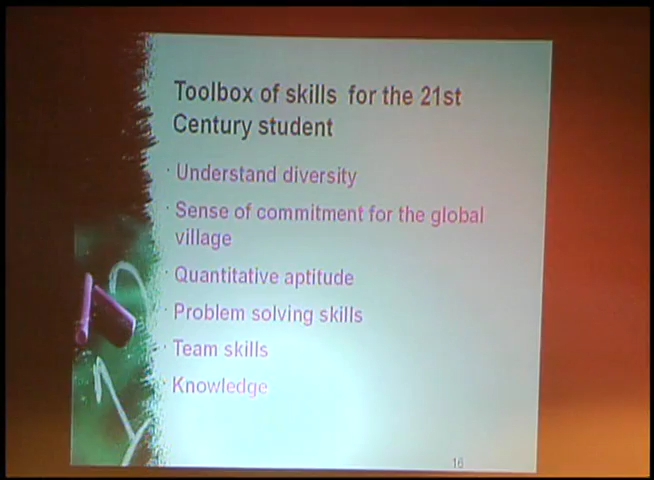 Toolbox of skills for the 21st
Century student
· Understand diversity
· Sense of commitment for the global
village
· Quantitative aptitude
· Problem solving skills
· Team skills
· Knowledge
16